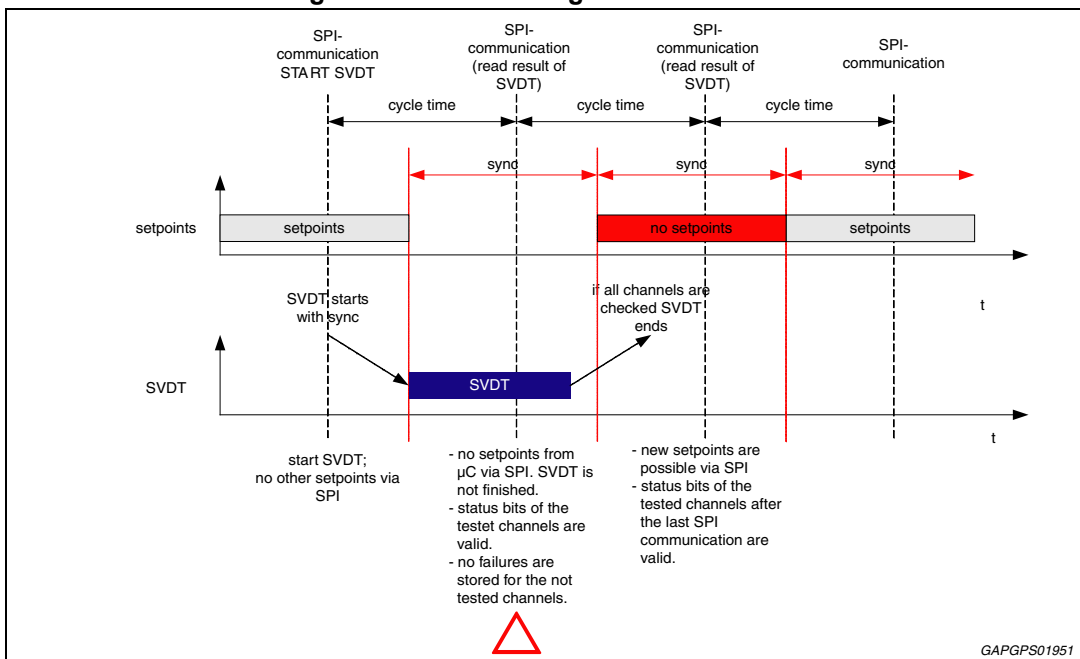 SPI-
communication
START SVDT
SPI-
communication
(read result of
SVDT)
SPI-
communication
(read result of
SVDT)
SPI-
communication
cycle time
cycle time
cycle time
sync
sync
sync
setpoints
setpoints
no setpoints
setpoints
t
SVDT starts
with sync
if all channels are
checked SVDT
ends
SVDT
SVDT
t
start SVDT;
no other setpoints via
SPI
- no setpoints from
µC via SPI. SVDT is
not finished.
- status bits of the
testet channels are
valid.
- no failures are
stored for the not
tested channels.
- new setpoints are
possible via SPI
- status bits of the
tested channels after
the last SPI
communication are
valid.
GAPGPS01951